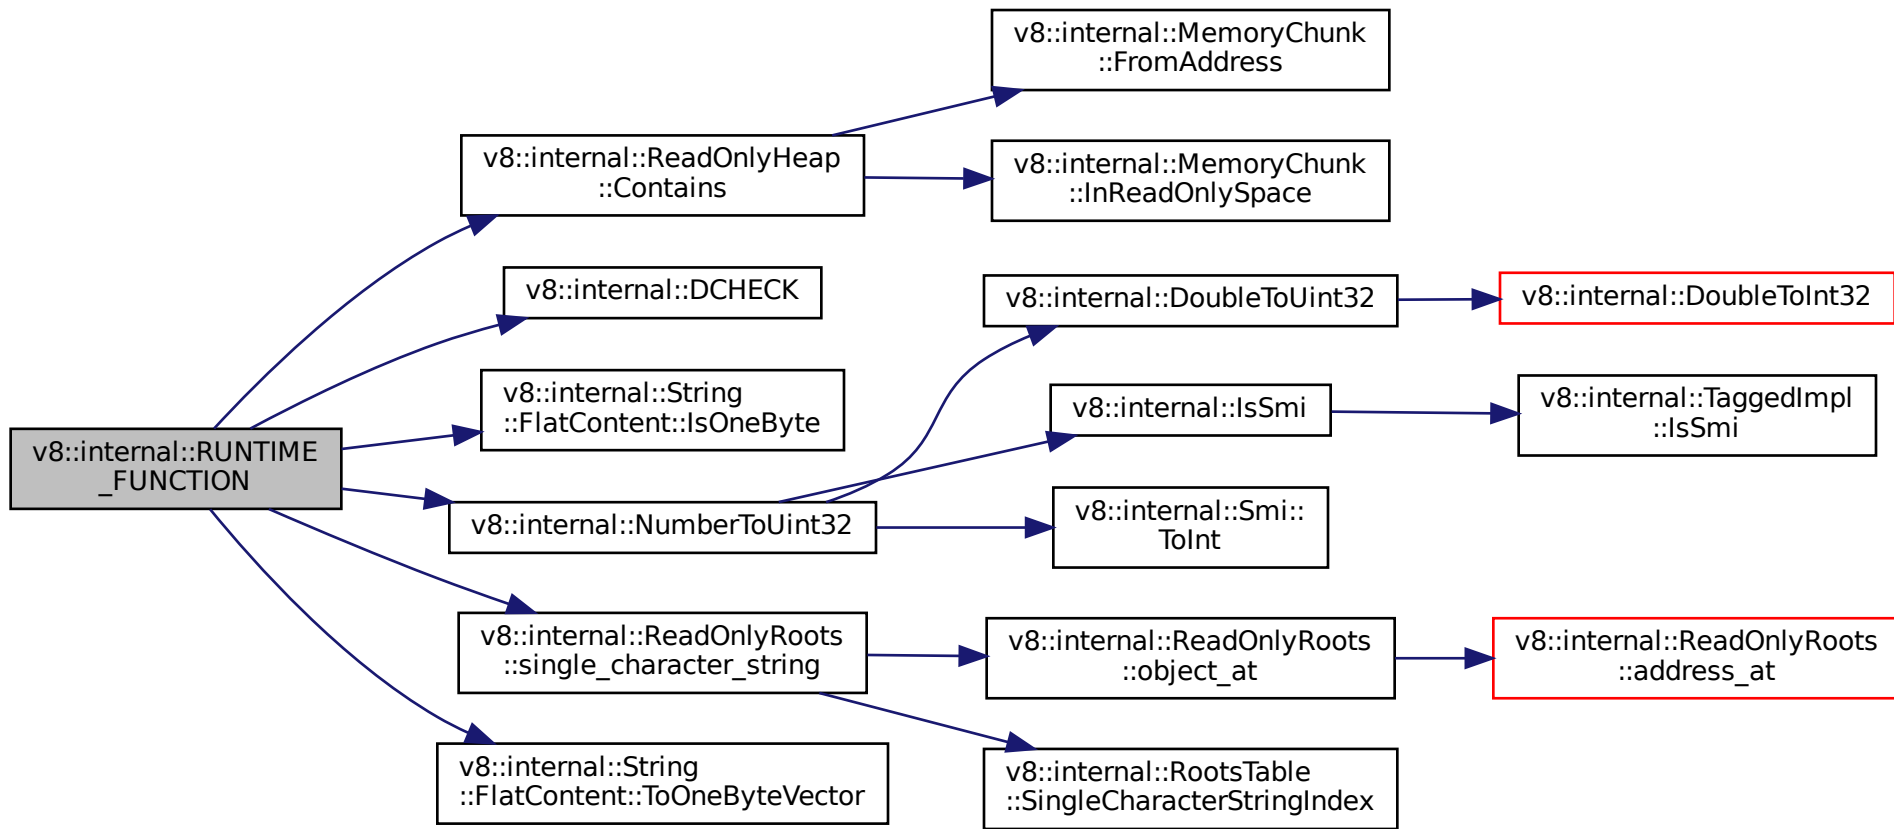 v8::internal::MemoryChunk
::FromAddress
v8::internal::ReadOnlyHeap
::Contains
v8::internal::MemoryChunk
::InReadOnlySpace
v8::internal::DCHECK
v8::internal::DoubleToUint32
v8::internal::DoubleToInt32
v8::internal::String
::FlatContent::IsOneByte
v8::internal::IsSmi
v8::internal::TaggedImpl
::IsSmi
v8::internal::RUNTIME
_FUNCTION
v8::internal::NumberToUint32
v8::internal::Smi::
ToInt
v8::internal::ReadOnlyRoots
::single_character_string
v8::internal::ReadOnlyRoots
::object_at
v8::internal::ReadOnlyRoots
::address_at
v8::internal::String
::FlatContent::ToOneByteVector
v8::internal::RootsTable
::SingleCharacterStringIndex